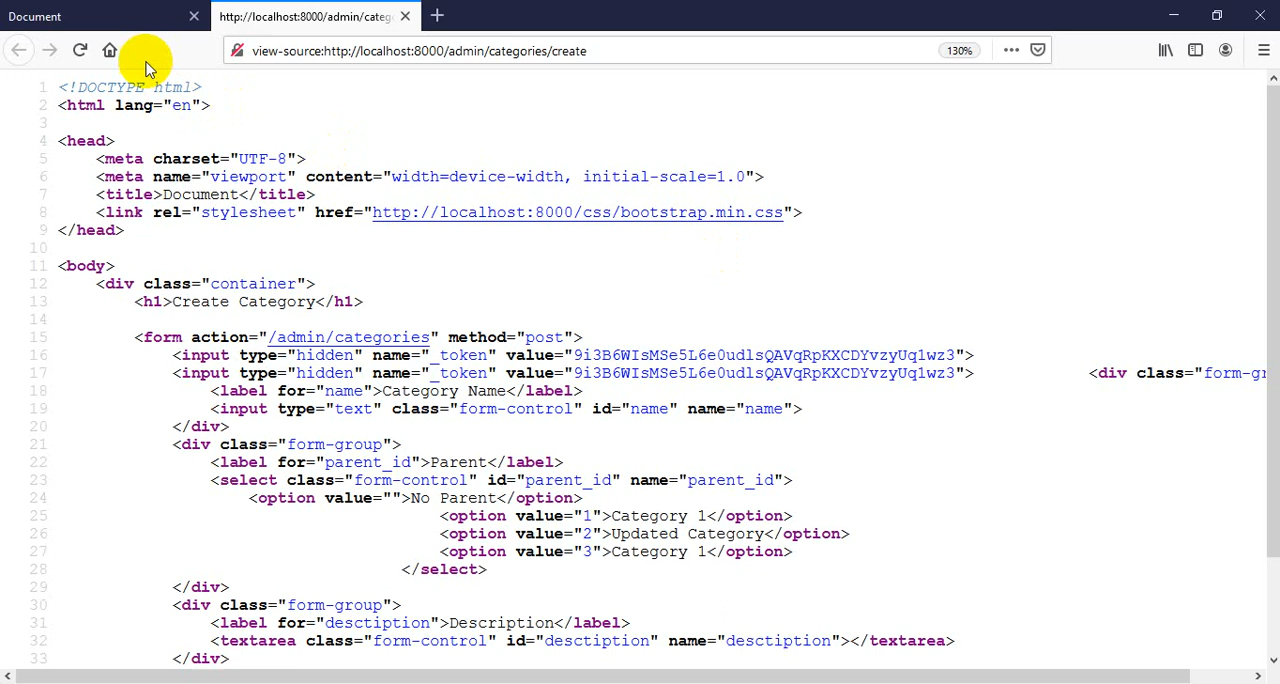 Document
http://localhost:8000/admin/categ
view-source:http://localhost:8000/admin/categories/create
130%
1 <!DOCTYPE html>
2 <html lang="en">
3
4 <head>
5 <meta charset="UTF-8">
6 <meta name="viewport" content="width=device-width, initial-scale=1.0">
7 <title>Document</title>
8 <link rel="stylesheet" href="http://localhost:8000/css/bootstrap.min.css">
9 </head>
10
11 <body>
12 <div class="container">
13 <h1>Create Category</h1>
14
15 <form action="/admin/categories" method="post">
16 <input type="hidden" name="_token" value="9i3B6WIsMSe5L6e0udlsQAVqRpKXCDYvzyUq1wz3">
17 <input type="hidden" name="_token" value="9i3B6WIsMSe5L6e0udlsQAVqRpKXCDYvzyUq1wz3"> <div class="form-gr
18 <label for="name">Category Name</label>
19 <input type="text" class="form-control" id="name" name="name">
20 </div>
21 <div class="form-group">
22 <label for="parent_id">Parent</label>
23 <select class="form-control" id="parent_id" name="parent_id">
24 <option value="">No Parent</option>
25 <option value="1">Category 1</option>
26 <option value="2">Updated Category</option>
27 <option value="3">Category 1</option>
28 </select>
29 </div>
30 <div class="form-group">
31 <label for="desctiption">Description</label>
32 <textarea class="form-control" id="desctiption" name="desctiption"></textarea>
33 </div>